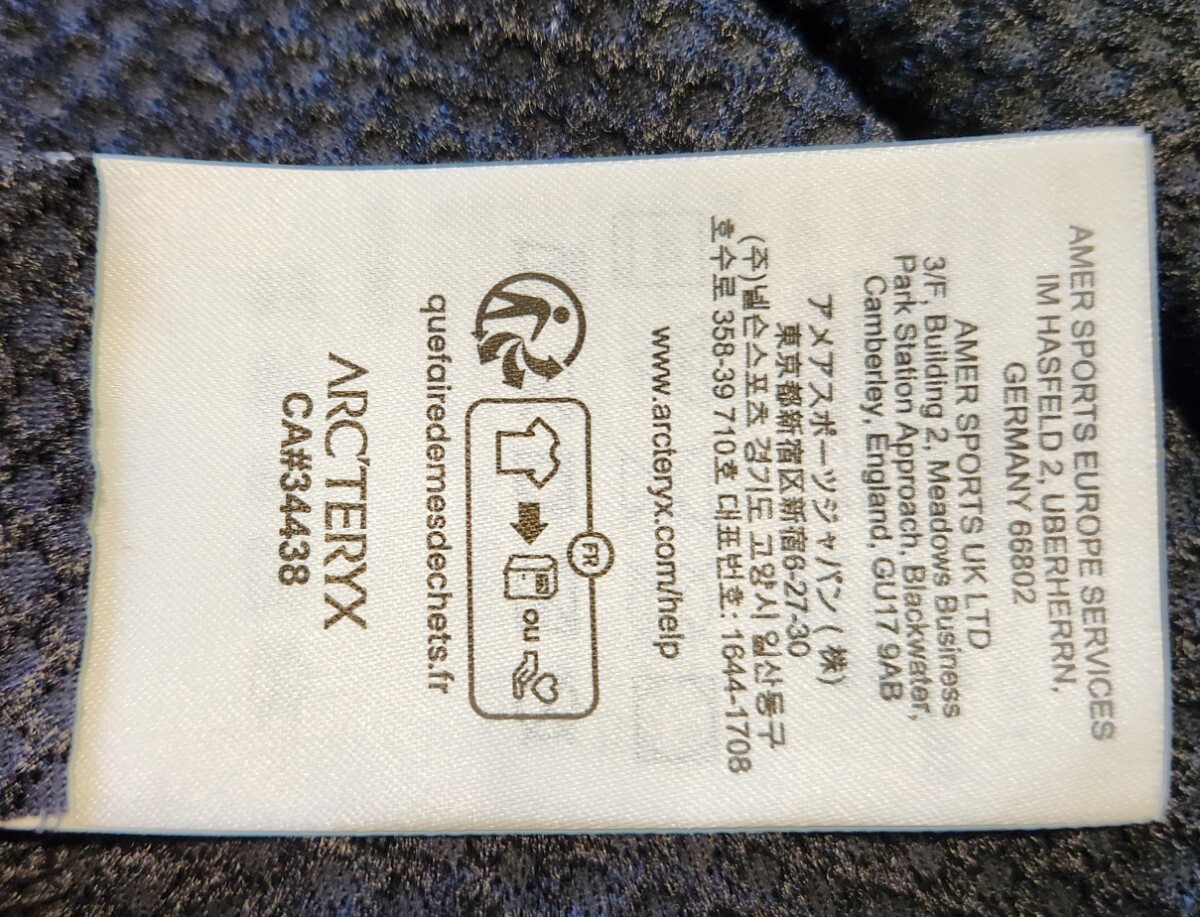 AMER SPORTS EUROPE SERVICES
IM HASFELD 2, UBERHERRN,
GERMANY 66802
AMER SPORTS UK LTD
3/F, Building 2, Meadows Business
Park Station Approach, Blackwater,
Camberley, England, GU17 9AB
アメアスポーツジャパン ( 株)
東京都新宿区新宿6-27-30
(주)넬슨스포츠 경기도 고양시 일산동구
호수로 358-39 710호 대표번호: 1644-1708
www.arcteryx.com/help
FR
ou
quefairedemesdechets.fr
ARC'TERYX
CA#34438